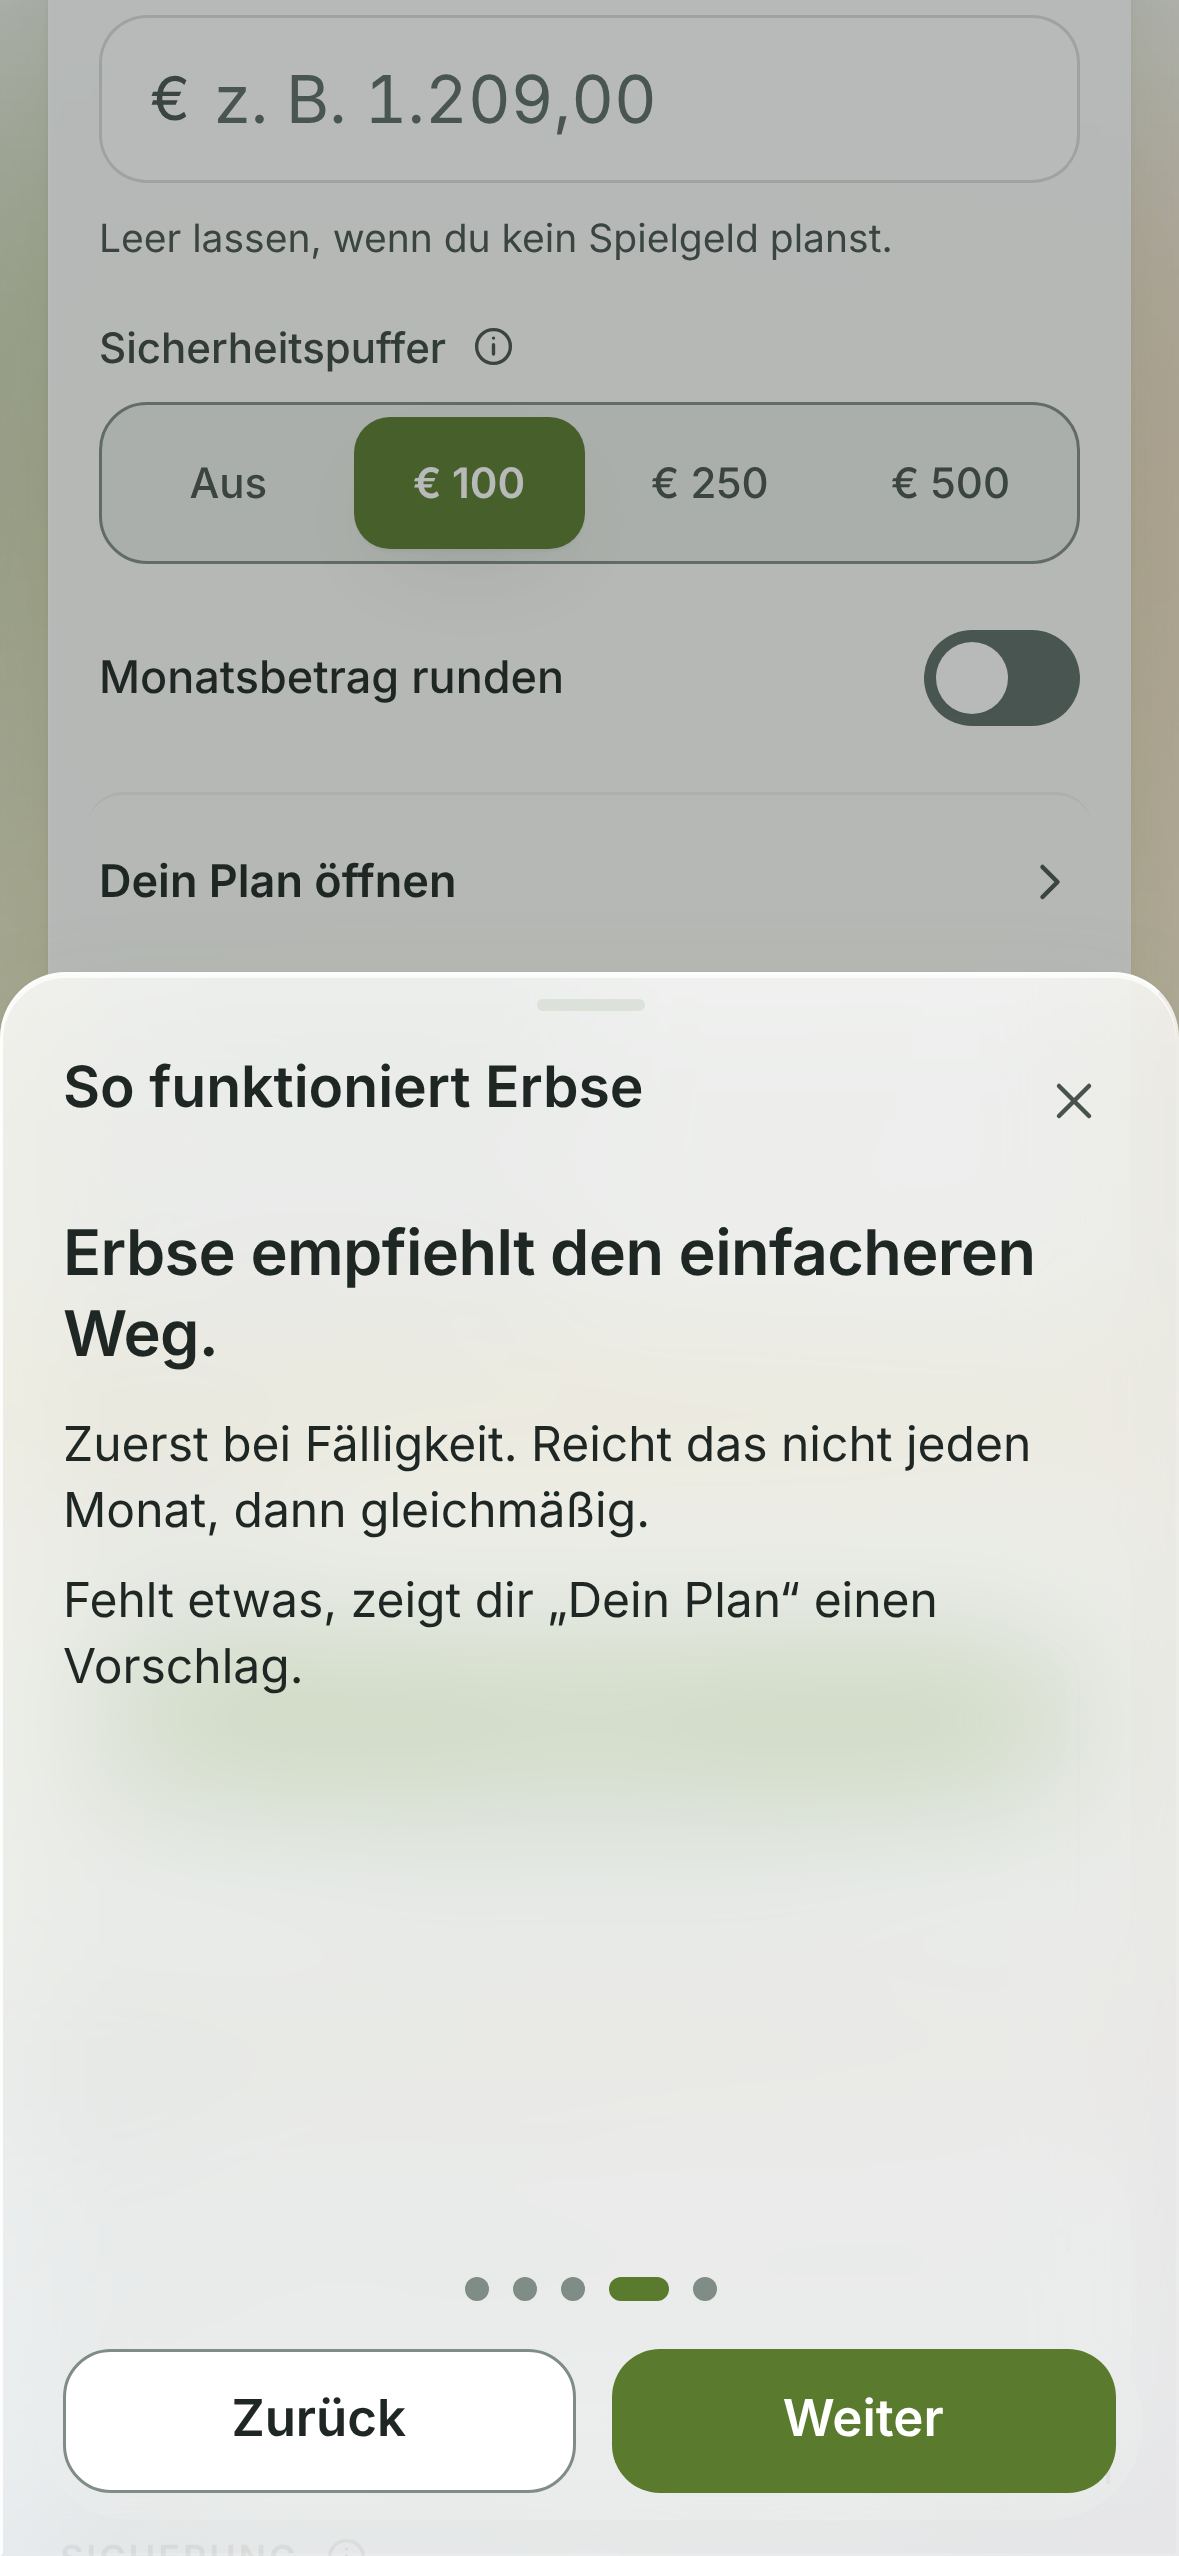 € z. B. 1.209,00
Leer lassen, wenn du kein Spielgeld planst.
Sicherheitspuffer
Aus € 100 € 250 € 500
Monatsbetrag runden
Dein Plan öffnen
So funktioniert Erbse
Erbse empfiehlt den einfacheren
Weg.
Zuerst bei Fälligkeit. Reicht das nicht jeden
Monat, dann gleichmäßig.
Fehlt etwas, zeigt dir „Dein Plan“ einen
Vorschlag.
Zurück Weiter
SICHERUNG